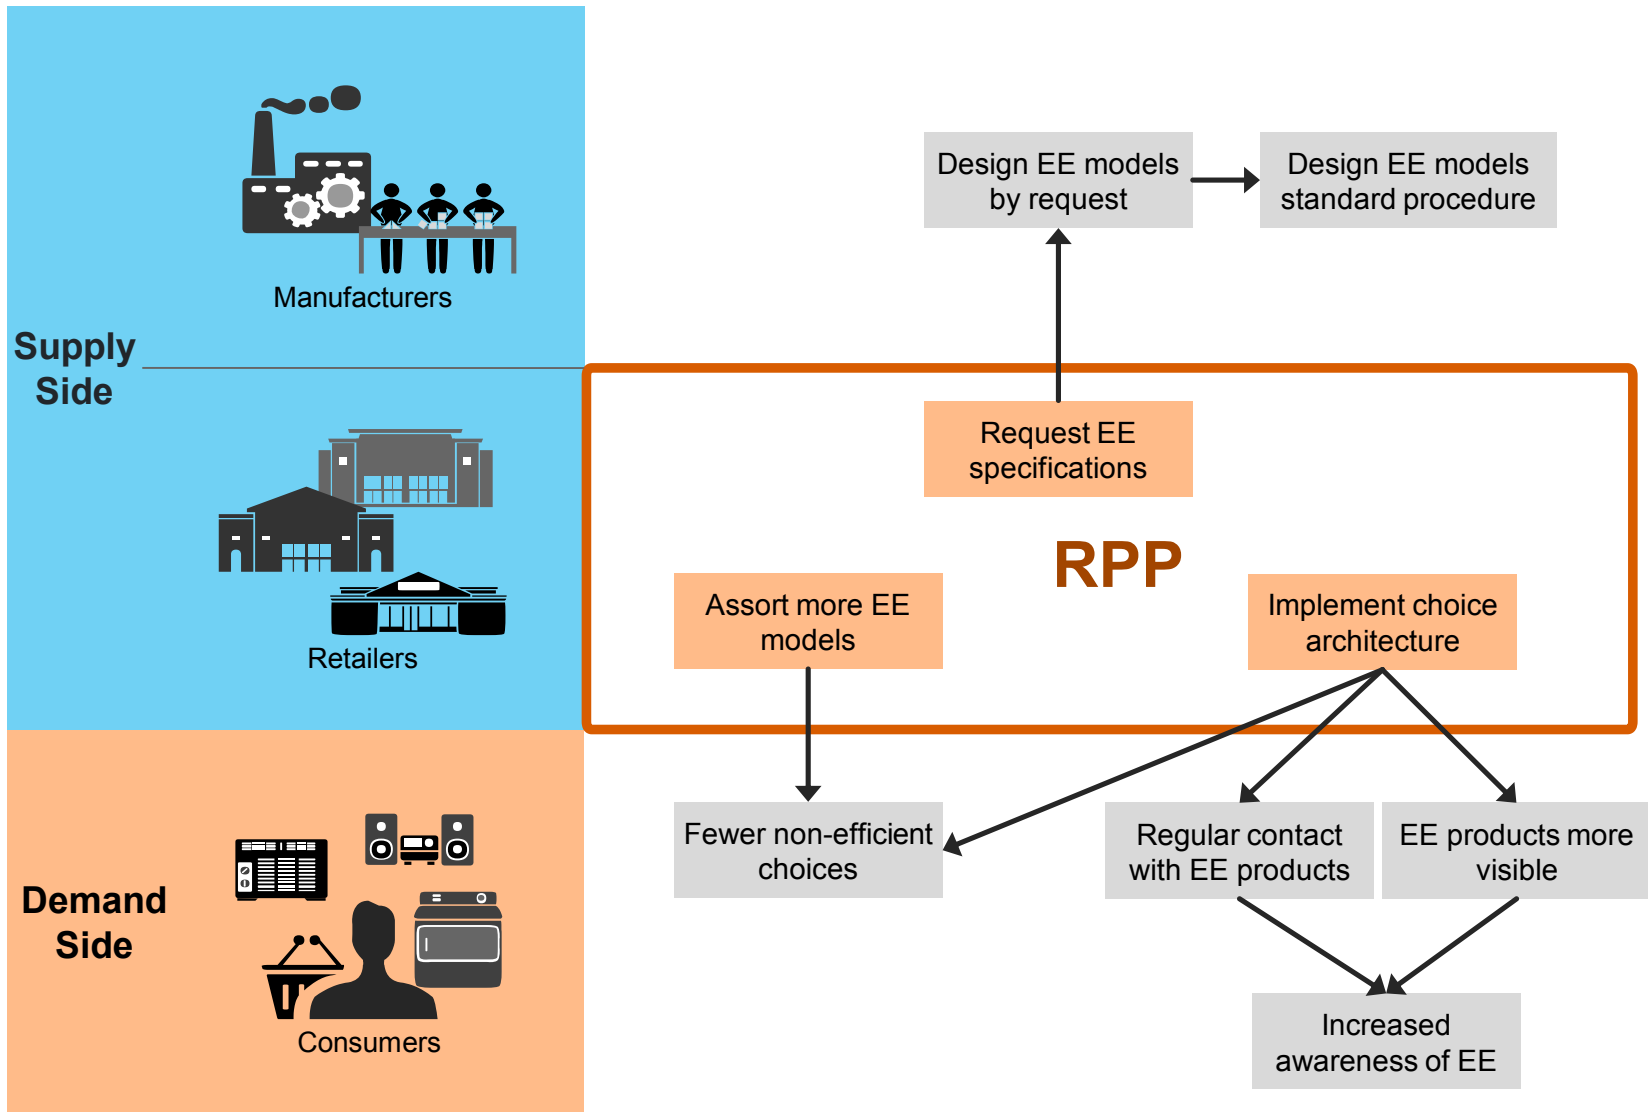 Design EE models
by request
Design EE models
standard procedure
Manufacturers
Supply
Side
Request EE
specifications
RPP
Assort more EE
models
Implement choice
architecture
Retailers
Fewer non-efficient
choices
Regular contact
with EE products
EE products more
visible
Demand
Side
Increased
awareness of EE
Consumers